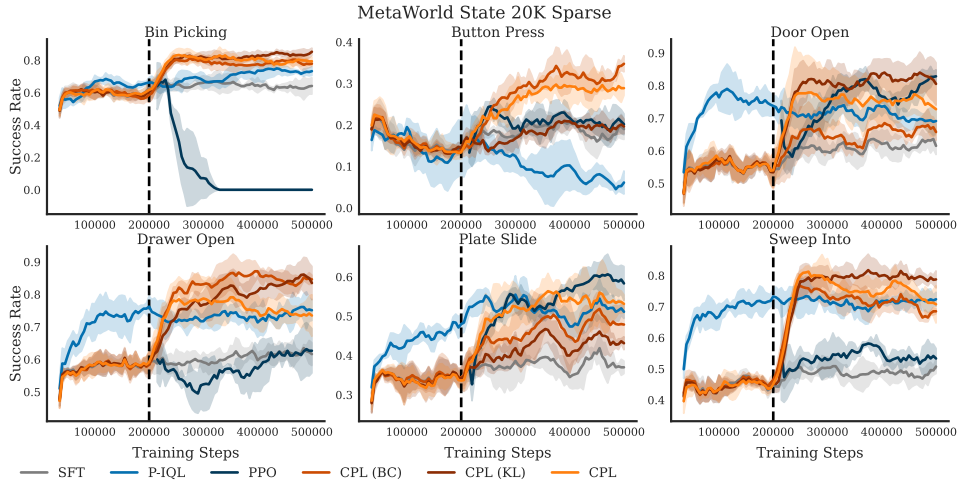 MetaWorld State 20K Sparse
Bin Picking
Button Press
Door Open
Success Rate
0.8
0.6
0.4
0.2
0.0
100000 200000 300000 400000 500000
0.4
0.3
0.2
0.1
0.0
100000 200000 300000 400000 500000
0.9
0.8
0.7
0.6
0.5
100000 200000 300000 400000 500000
Drawer Open
Plate Slide
Sweep Into
Success Rate
0.9
0.8
0.7
0.6
0.5
100000 200000 300000 400000 500000
0.6
0.5
0.4
0.3
100000 200000 300000 400000 500000
0.8
0.7
0.6
0.5
0.4
100000 200000 300000 400000 500000
Training Steps
Training Steps
Training Steps
SFT P-IQL PPO CPL (BC) CPL (KL) CPL